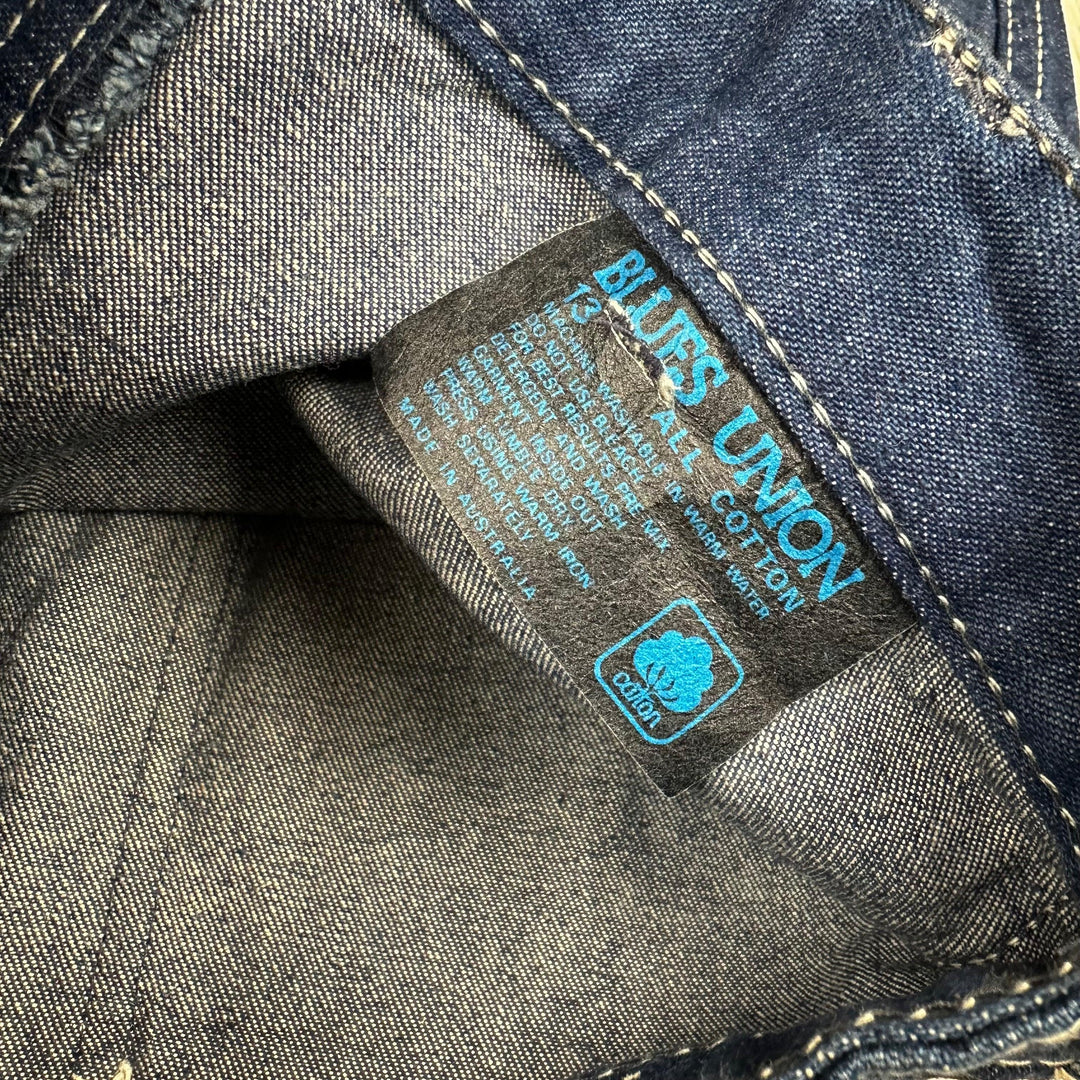 BLUES UNION
13 ALL COTTON
MACHINE WASHABLE IN WARM WATER
DO NOT USE BLEACH
FOR BEST RESULTS PRE MIX
DETERGENT AND WASH
GARMENT INSIDE OUT
WARM TUMBLE DRY
PRESS USING WARM IRON
WASH SEPARATELY
MADE IN AUSTRALIA
cotton